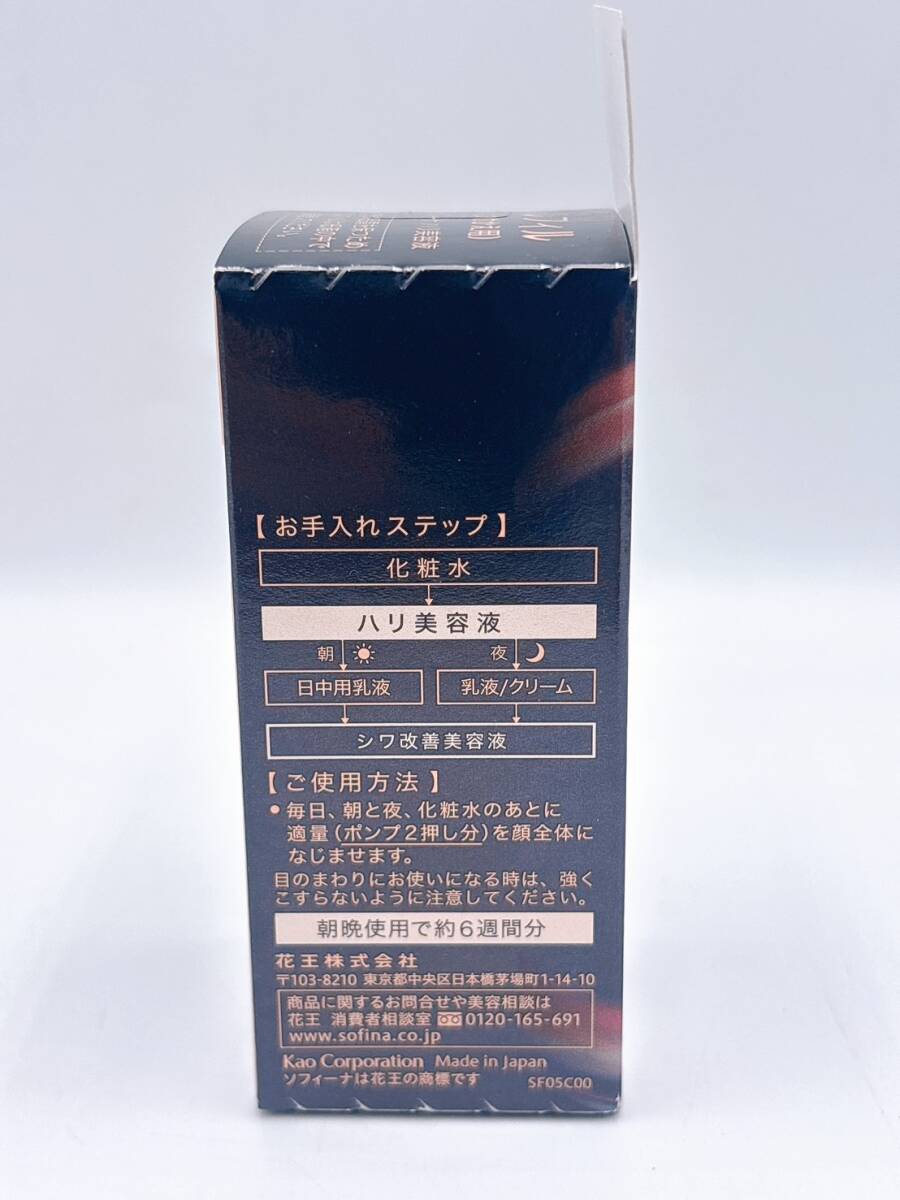 フィル
【お手入れステップ】
化粧水
ハリ美容液
朝 夜
日中用乳液 乳液/クリーム
シワ改善美容液
【ご使用方法】
•毎日、朝と夜、化粧水のあとに
適量(ポンプ2押し分)を顔全体に
なじませます。
目のまわりにお使いになる時は、強く
こすらないように注意してください。
朝晩使用で約6週間分
花王株式会社
〒103-8210 東京都中央区日本橋茅場町1-14-10
商品に関するお問合せや美容相談は
花王 消費者相談室 0120-165-691
www.sofina.co.jp
Kao Corporation Made in Japan
ソフィーナは花王の商標です SF05C00